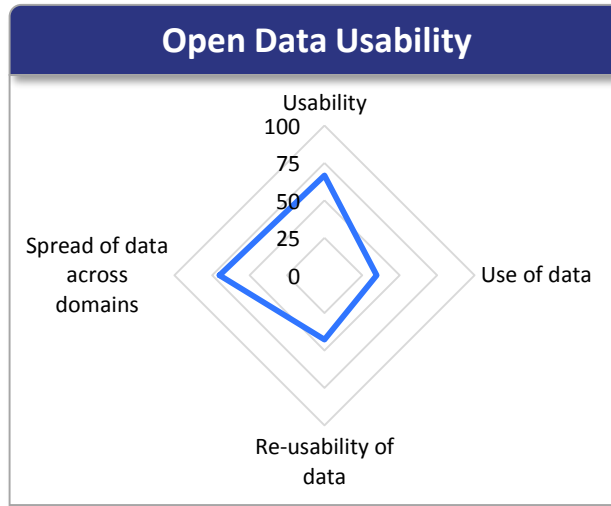 Open Data Usability
Usability
100
75
50
25
0
Spread of data
across
domains
Use of data
Re-usability of
data